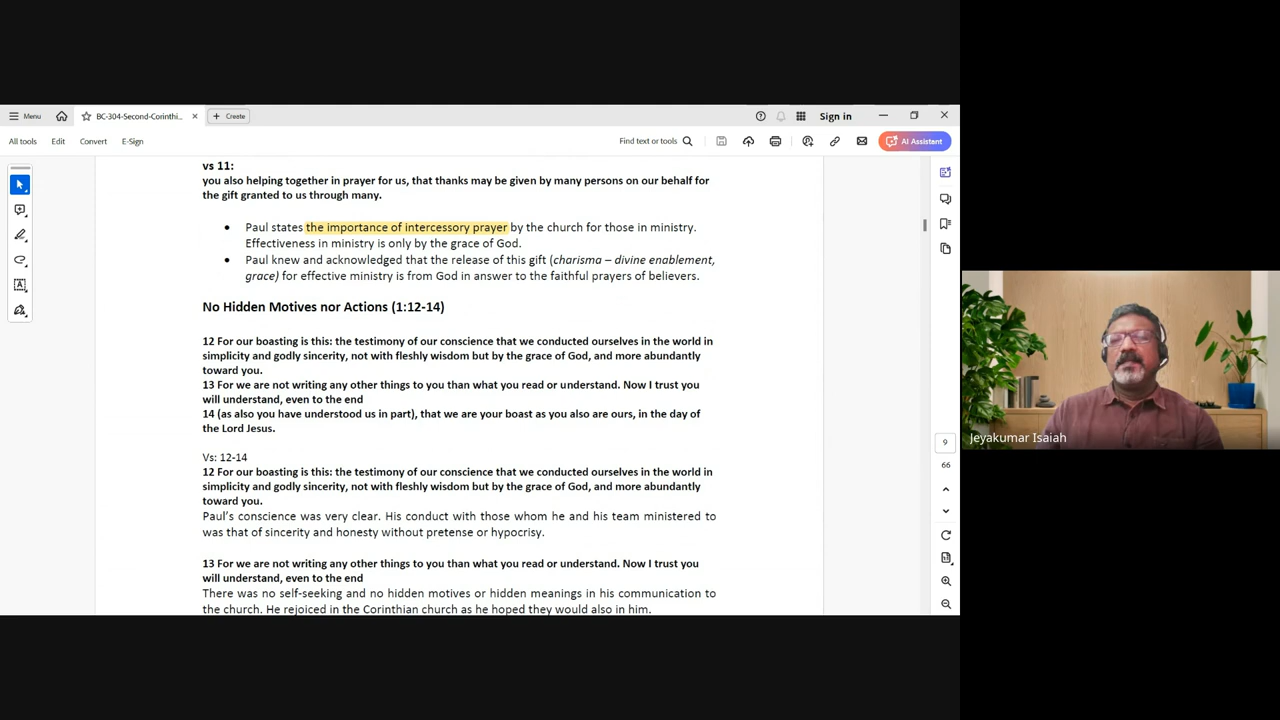 Menu
BC-304-Second-Corinthi...
Create
Sign in
All tools
Edit
Convert
E-Sign
Find text or tools
AI Assistant
vs 11:
you also helping together in prayer for us, that thanks may be given by many persons on our behalf for
the gift granted to us through many.
• Paul states the importance of intercessory prayer by the church for those in ministry.
Effectiveness in ministry is only by the grace of God.
• Paul knew and acknowledged that the release of this gift (charisma – divine enablement,
grace) for effective ministry is from God in answer to the faithful prayers of believers.
No Hidden Motives nor Actions (1:12-14)
12 For our boasting is this: the testimony of our conscience that we conducted ourselves in the world in
simplicity and godly sincerity, not with fleshly wisdom but by the grace of God, and more abundantly
toward you.
13 For we are not writing any other things to you than what you read or understand. Now I trust you
will understand, even to the end
14 (as also you have understood us in part), that we are your boast as you also are ours, in the day of
the Lord Jesus.
Vs: 12-14
12 For our boasting is this: the testimony of our conscience that we conducted ourselves in the world in
simplicity and godly sincerity, not with fleshly wisdom but by the grace of God, and more abundantly
toward you.
Paul's conscience was very clear. His conduct with those whom he and his team ministered to
was that of sincerity and honesty without pretense or hypocrisy.
13 For we are not writing any other things to you than what you read or understand. Now I trust you
will understand, even to the end
There was no self-seeking and no hidden motives or hidden meanings in his communication to
the church. He rejoiced in the Corinthian church as he hoped they would also in him.
9
66
Jeyakumar Isaiah